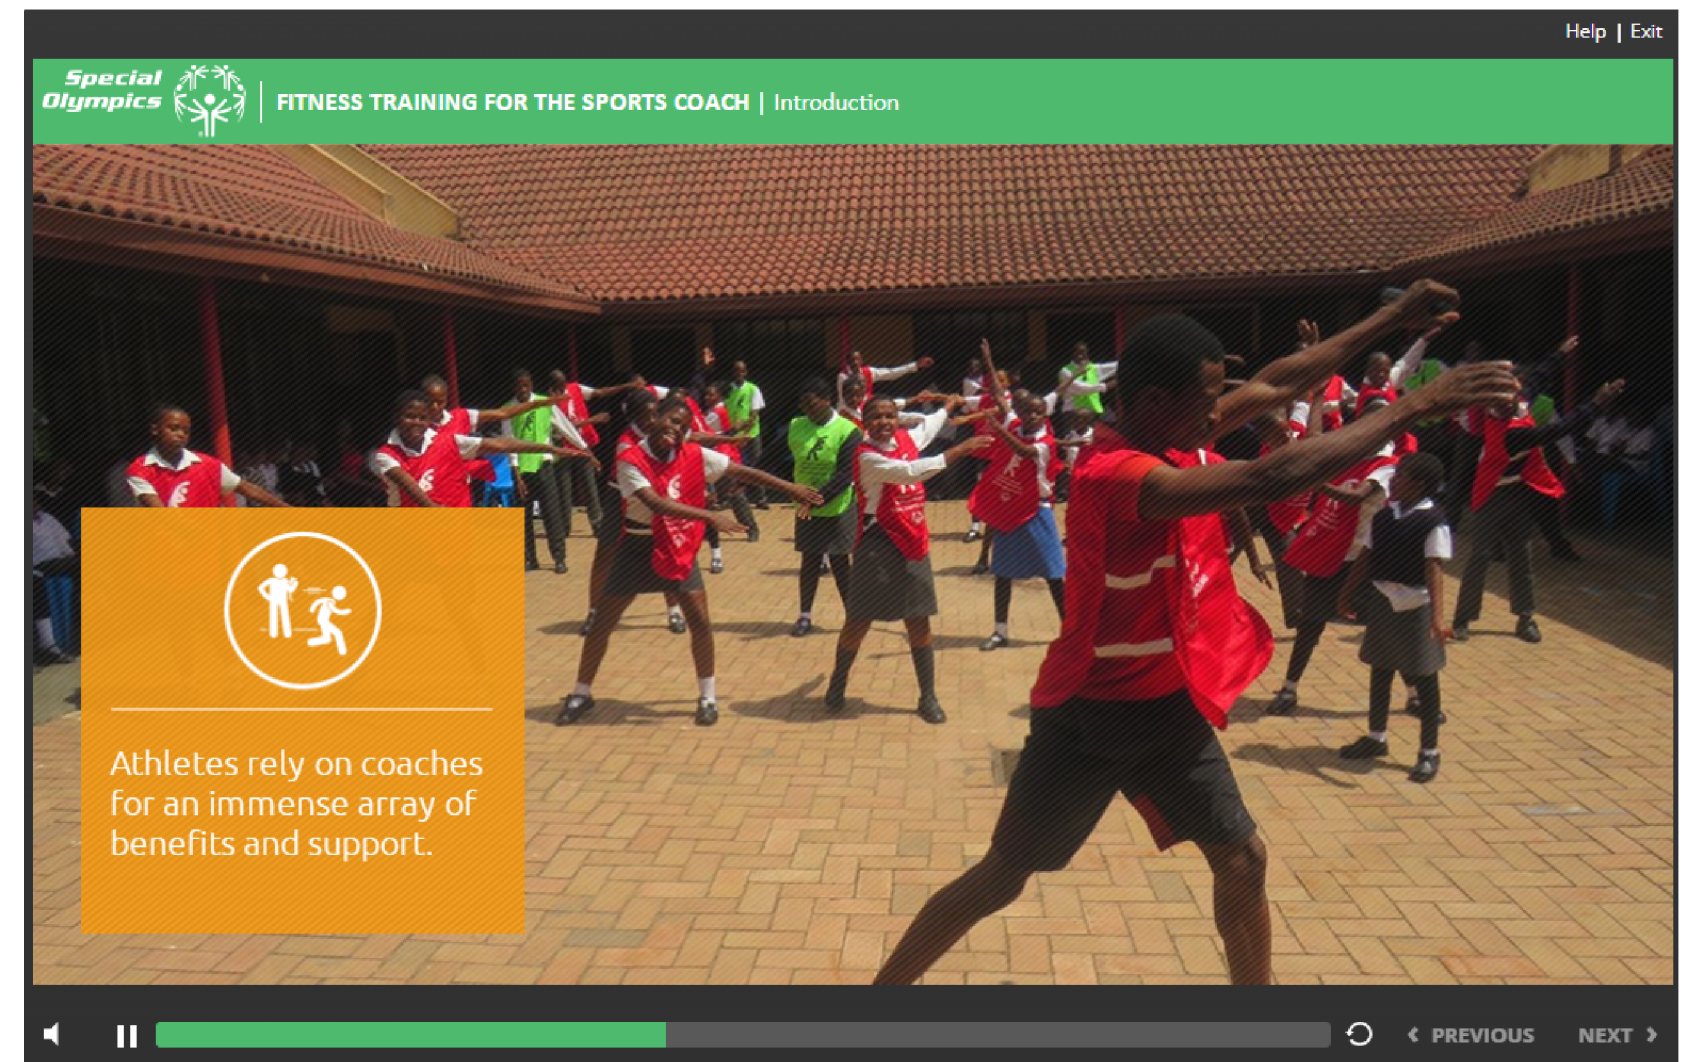 Help | Exit
Special
Olympics
FITNESS TRAINING FOR THE SPORTS COACH | Introduction
Athletes rely on coaches
for an immense array of
benefits and support.
PREVIOUS
NEXT